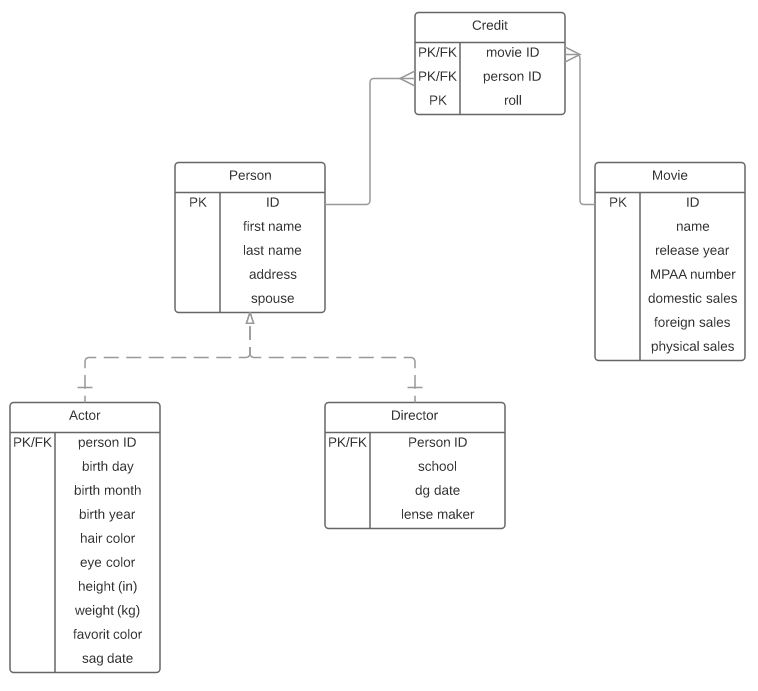 Credit
PK/FK movie ID
PK/FK person ID
PK roll
Person
PK ID
first name
last name
address
spouse
Movie
PK ID
name
release year
MPAA number
domestic sales
foreign sales
physical sales
Actor
PK/FK person ID
birth day
birth month
birth year
hair color
eye color
height (in)
weight (kg)
favorit color
sag date
Director
PK/FK Person ID
school
dg date
lense maker